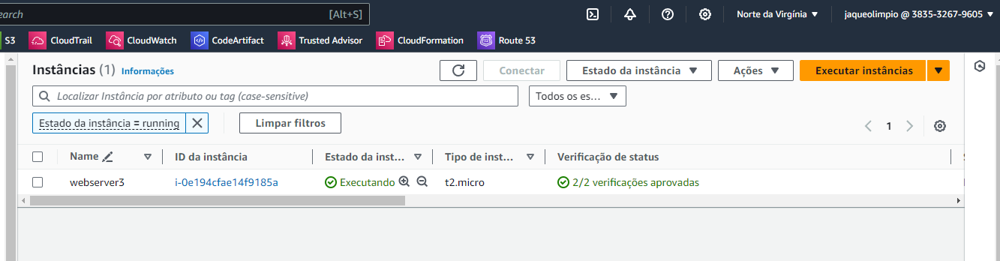 earch [Alt+S] Norte da Virgínia jaqueolimpio @ 3835-3267-9605
S3 CloudTrail CloudWatch CodeArtifact Trusted Advisor CloudFormation Route 53
Instâncias (1) Informações Conectar Estado da instância Ações Executar instâncias
Localizar Instância por atributo ou tag (case-sensitive) Todos os es...
Estado da instância = running Limpar filtros 1
Name ID da instância Estado da inst... Tipo de inst... Verificação de status
webserver3 i-0e194cfae14f9185a Executando t2.micro 2/2 verificações aprovadas